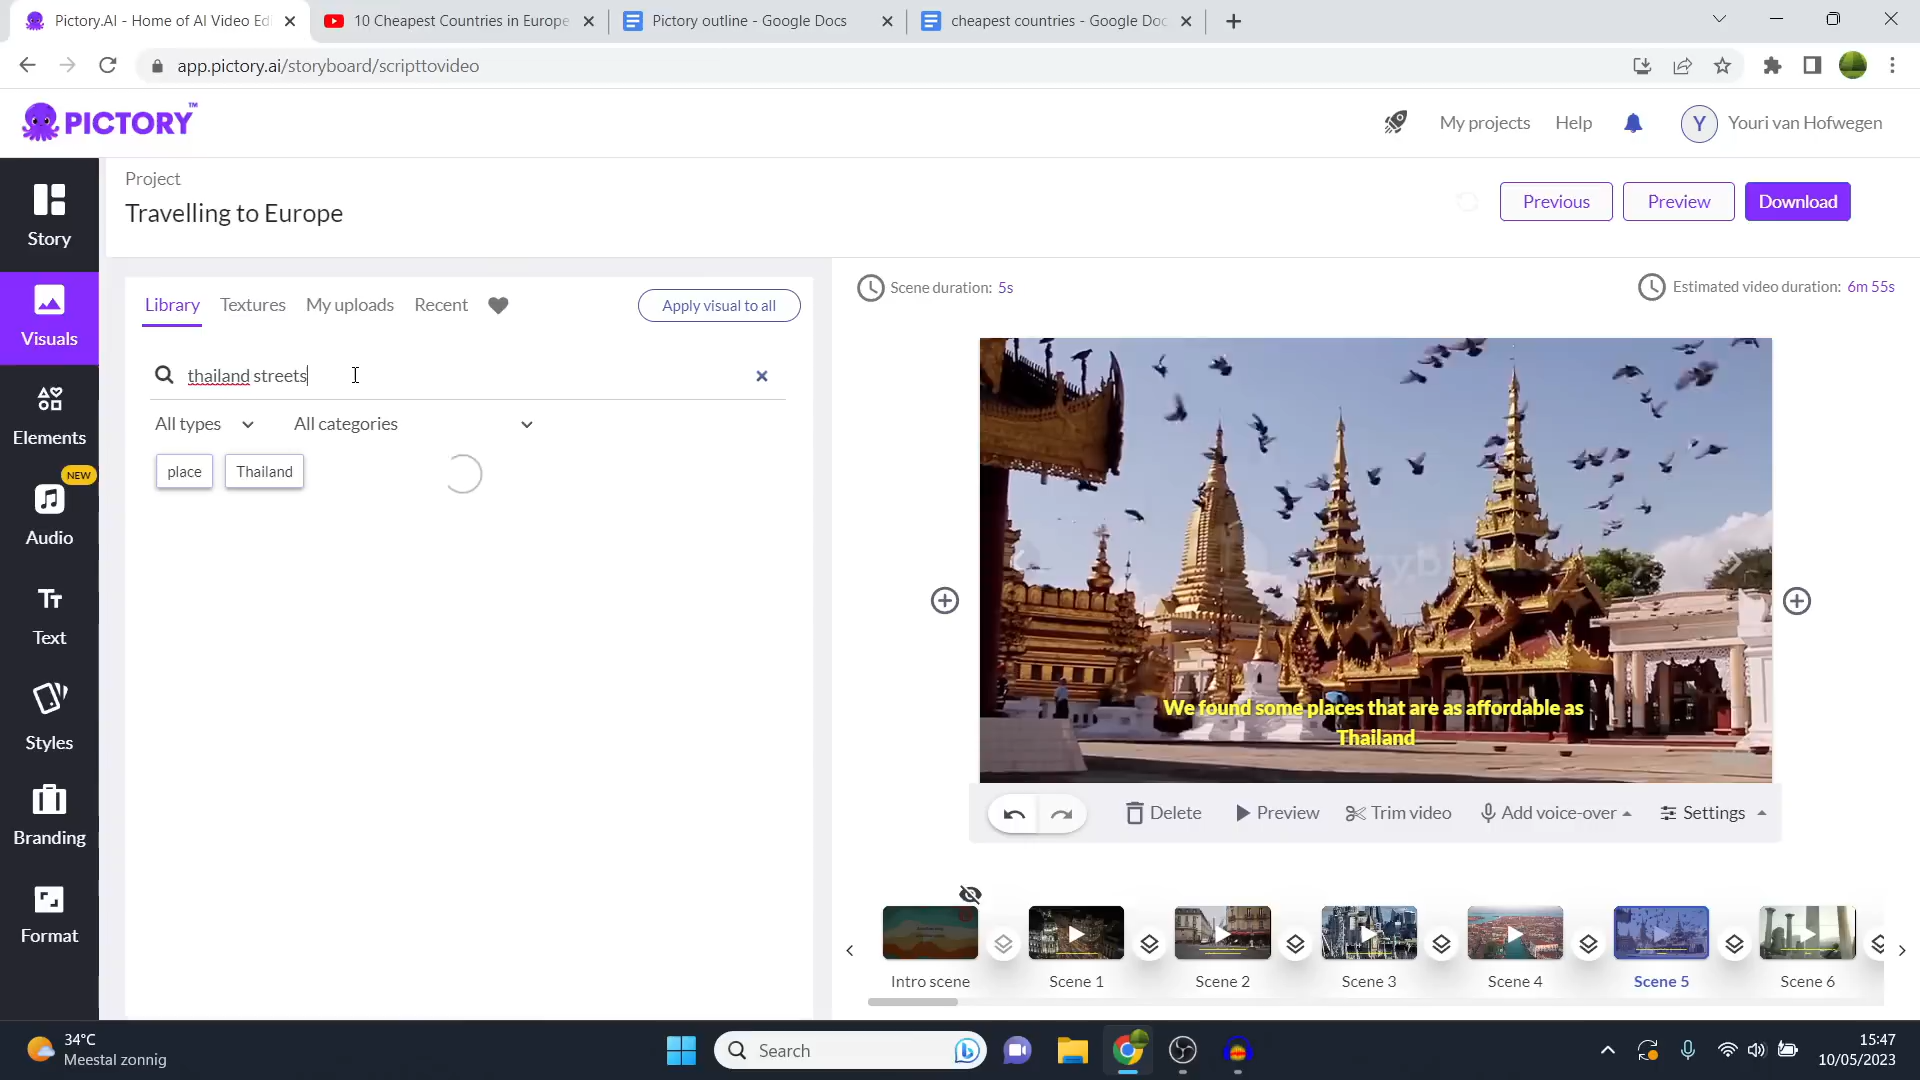 Pictory.AI - Home of AI Video Edi
10 Cheapest Countries in Europe
Pictory outline - Google Docs
cheapest countries - Google Doc
app.pictory.ai/storyboard/scripttovideo
PICTORY™
My projects
Help
Y
Youri van Hofwegen
Project
Travelling to Europe
Previous
Preview
Download
Story
Visuals
Elements
NEW
Audio
Text
Styles
Branding
Format
Library
Textures
My uploads
Recent
Apply visual to all
thailand streets
All types
All categories
place
Thailand
Scene duration: 5s
Estimated video duration: 6m 55s
We found some places that are as affordable as
Thailand
Delete
Preview
Trim video
Add voice-over
Settings
Intro scene
Scene 1
Scene 2
Scene 3
Scene 4
Scene 5
Scene 6
34°C
Meestal zonnig
Search
15:47
10/05/2023